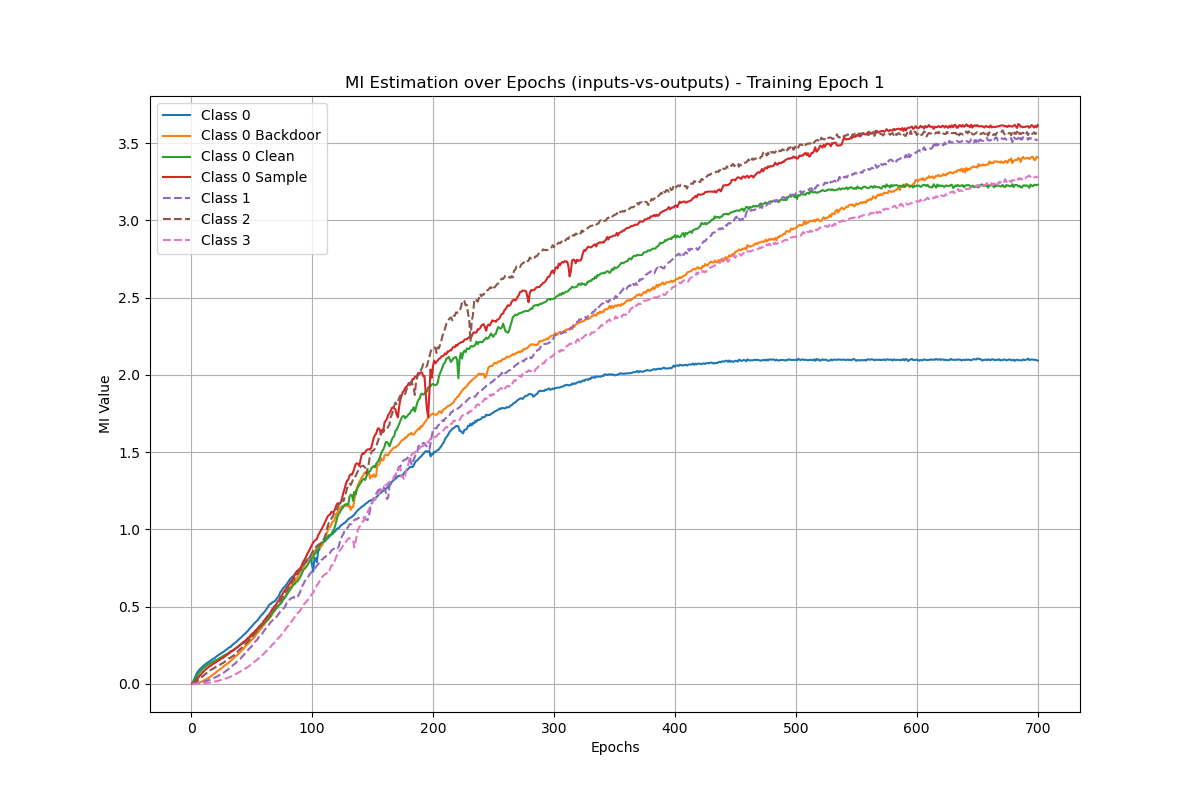 MI Estimation over Epochs (inputs-vs-outputs) - Training Epoch 1
Class 0
Class 0 Backdoor
Class 0 Clean
Class 0 Sample
Class 1
Class 2
Class 3
MI Value
3.5
3.0
2.5
2.0
1.5
1.0
0.5
0.0
0 100 200 300 400 500 600 700
Epochs